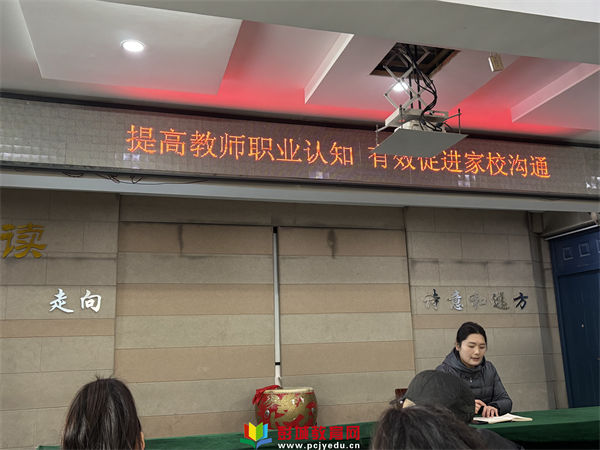 提高教师职业认知 有效促进家校沟通
读
走向
诗意和远方
彭城教育网
www.pcjyedu.cn